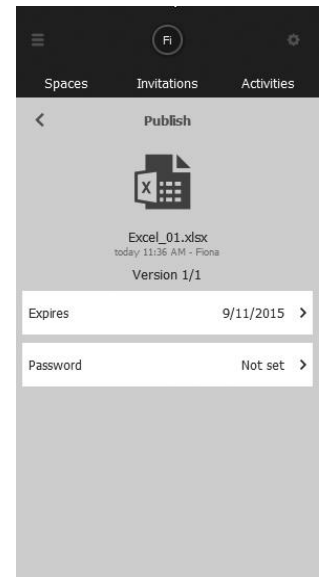 Fi
Spaces Invitations Activities
Publish
X
Excel_01.xlsx
today 11:36 AM - Fiona
Version 1/1
Expires 9/11/2015
Password Not set